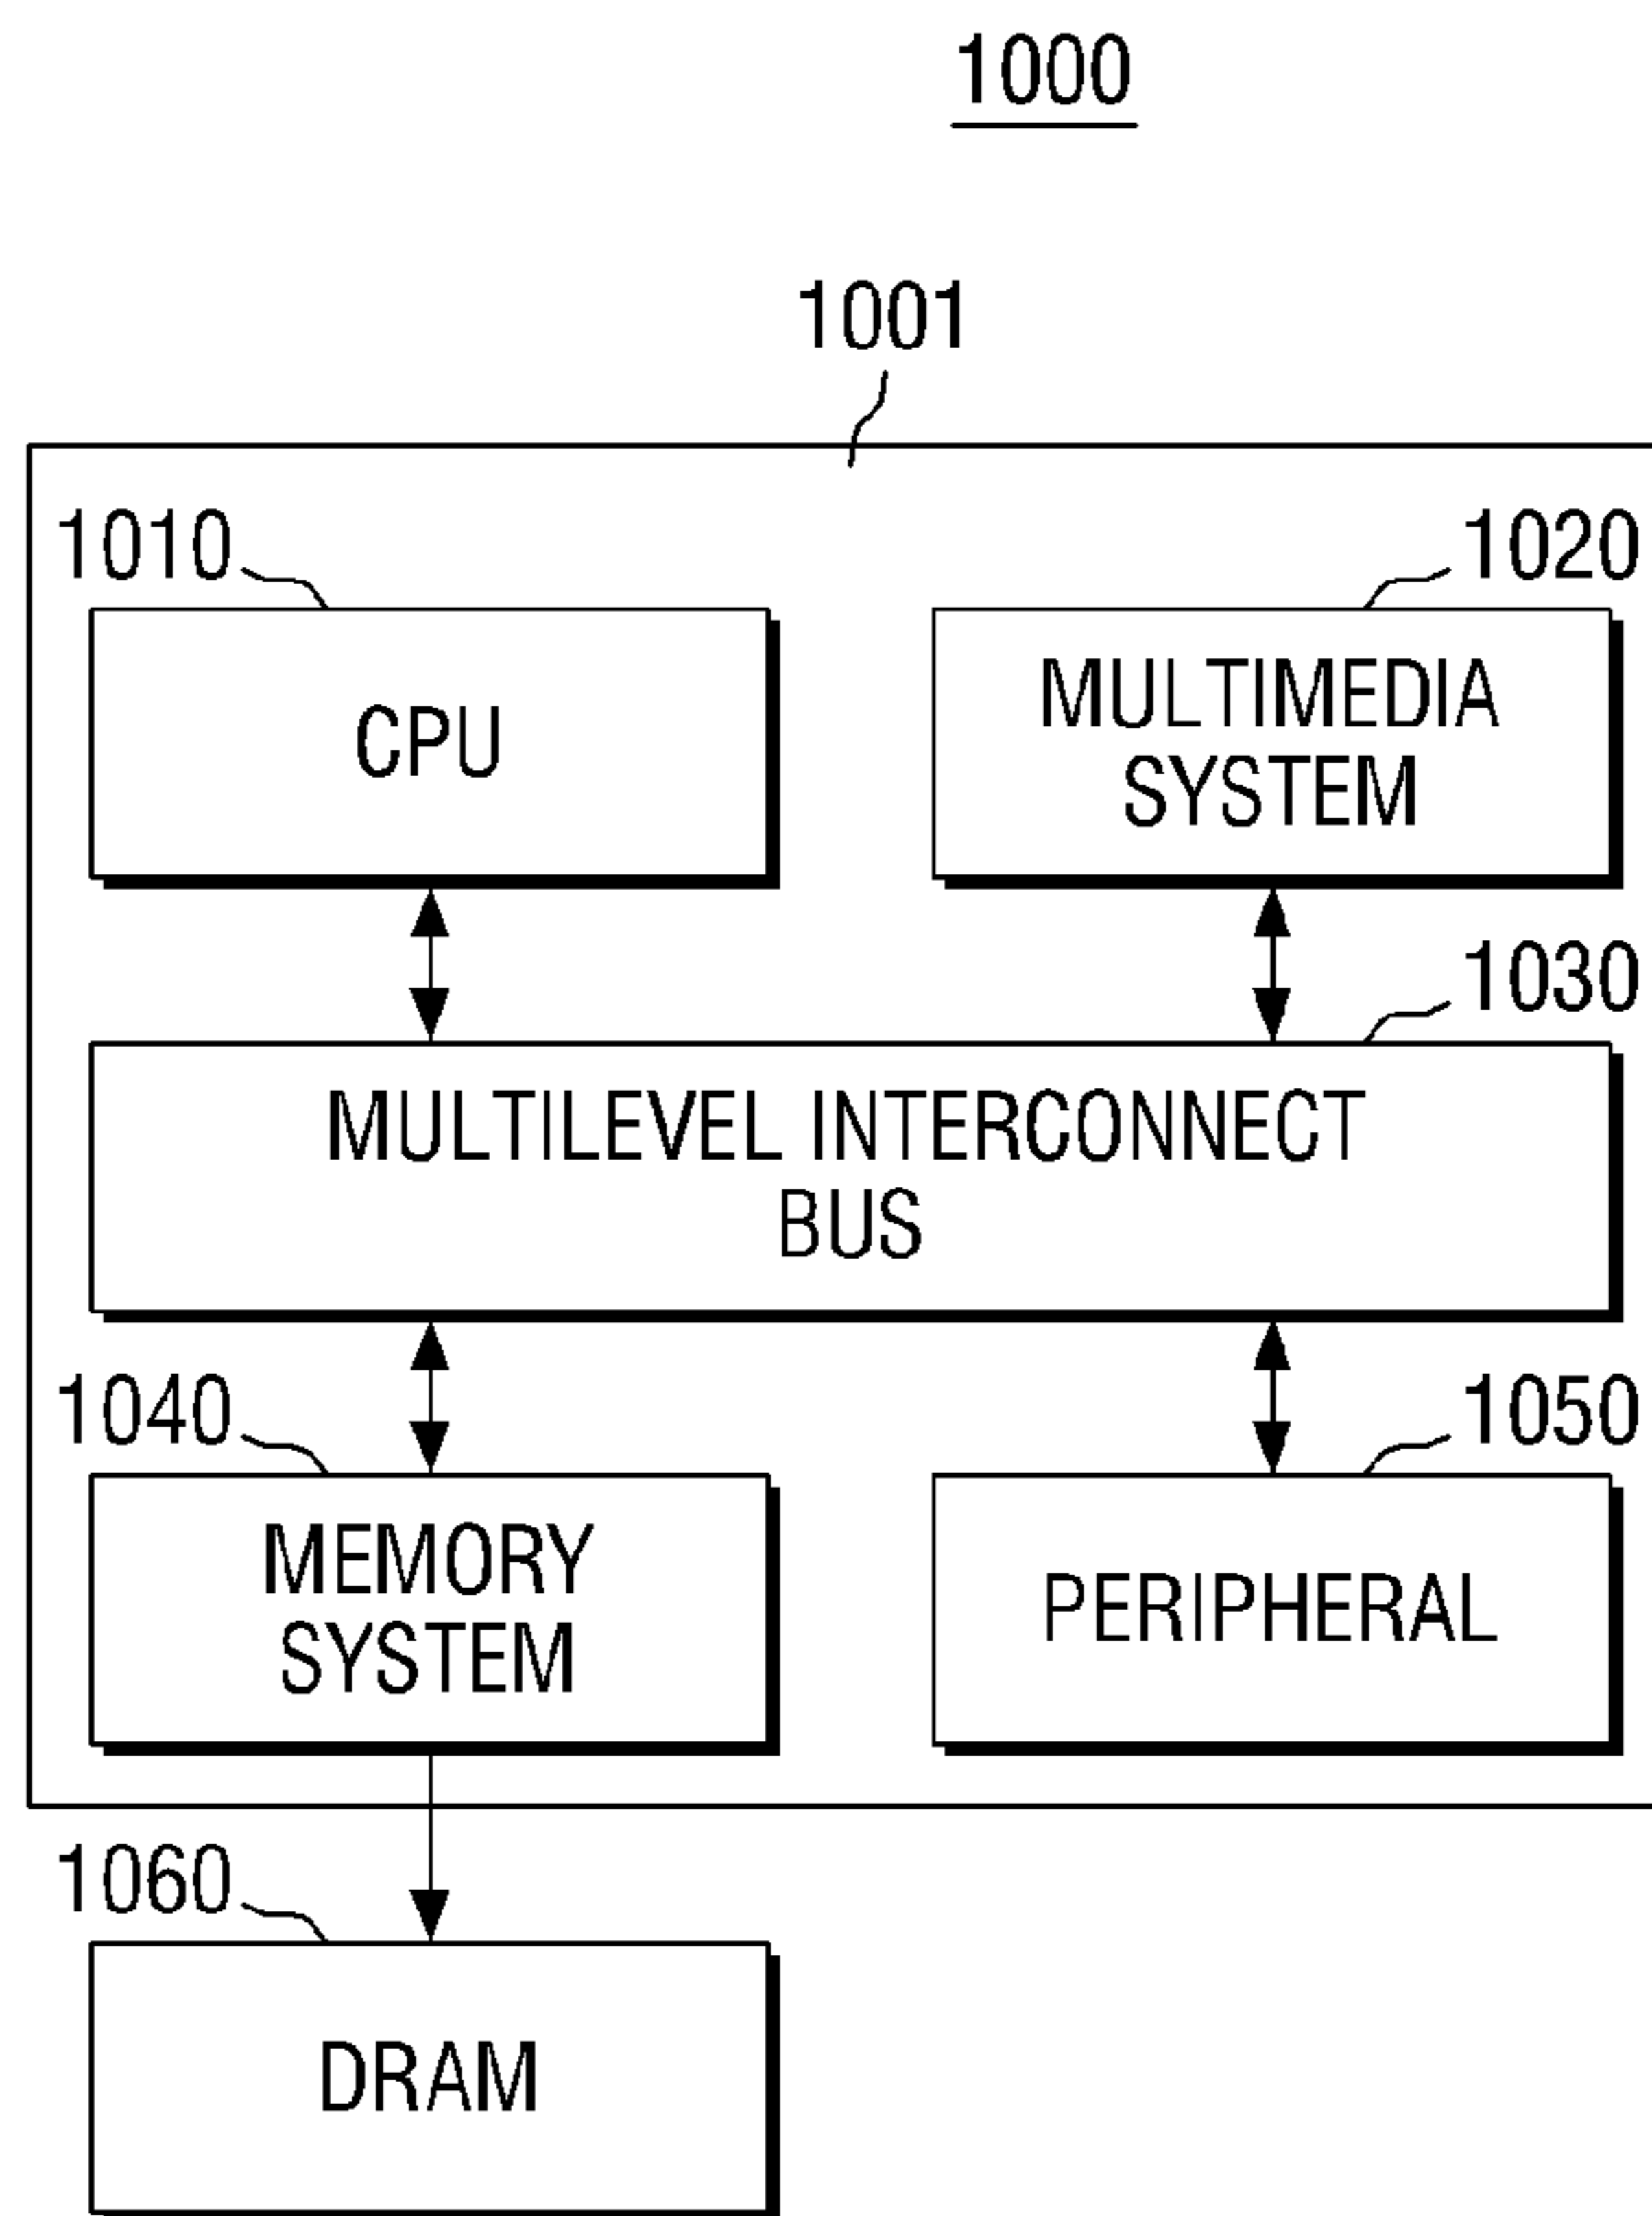 1000
1001
1010
1020
CPU
MULTIMEDIA
SYSTEM
1030
MULTILEVEL INTERCONNECT
BUS
1040
1050
MEMORY
SYSTEM
PERIPHERAL
1060
DRAM